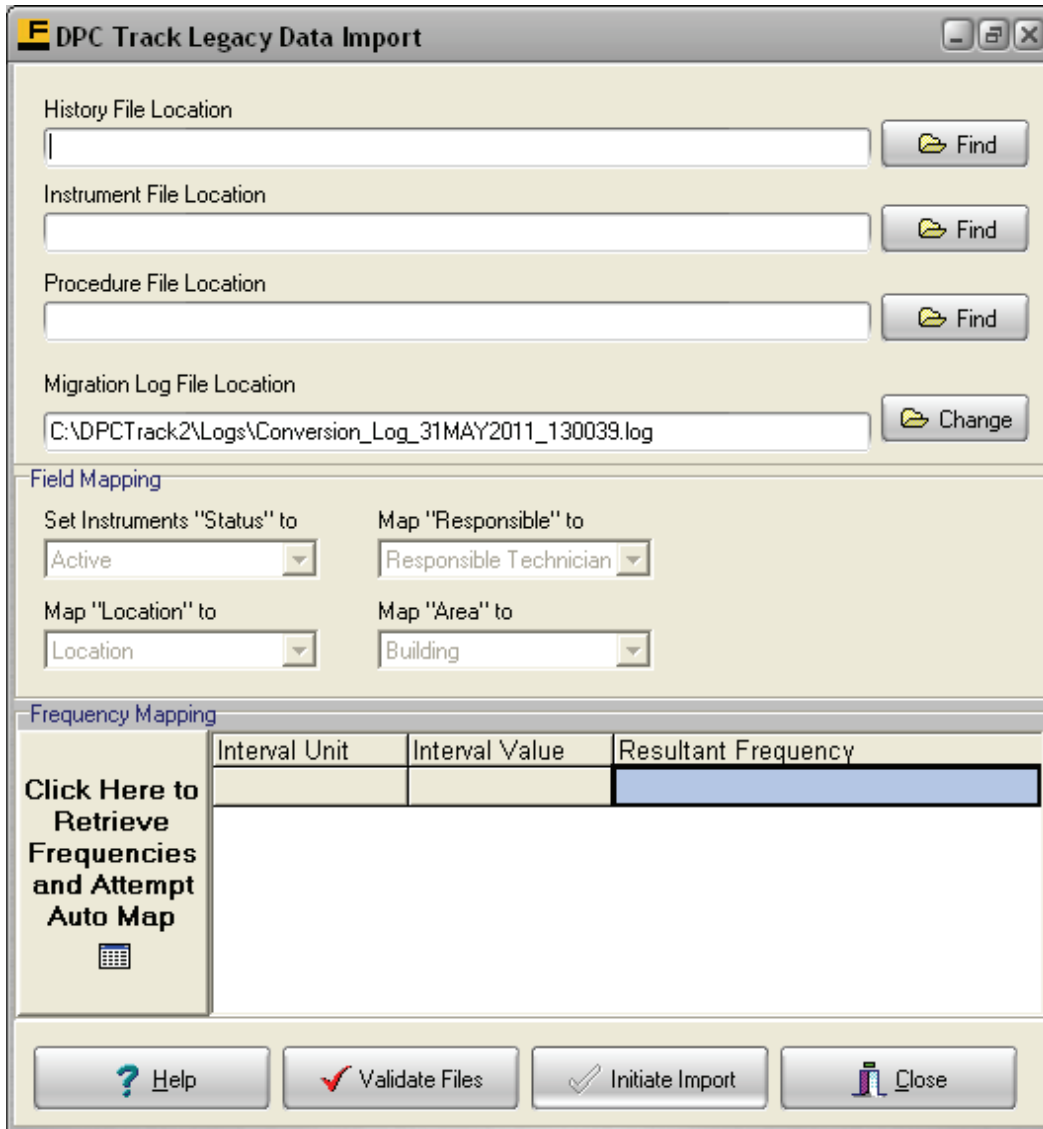 F DPC Track Legacy Data Import
History File Location
Find
Instrument File Location
Find
Procedure File Location
Find
Migration Log File Location
C:\DPCTrack2\Logs\Conversion_Log_31MAY2011_130039.log
Change
Field Mapping
Set Instruments "Status" to
Map "Responsible" to
Active
Responsible Technician
Map "Location" to
Map "Area" to
Location
Building
Frequency Mapping
Interval Unit
Interval Value
Resultant Frequency
Click Here to
Retrieve
Frequencies
and Attempt
Auto Map
? Help
Validate Files
Initiate Import
Close